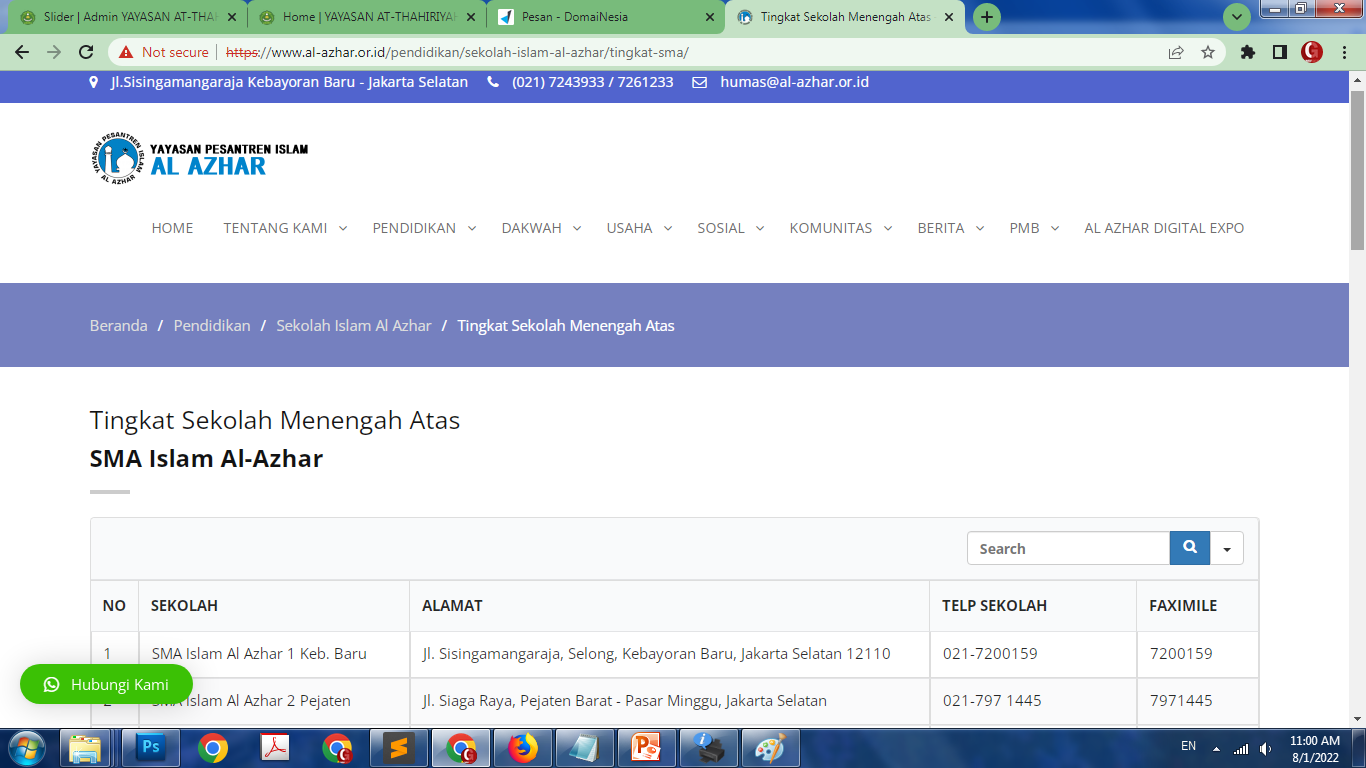 Slider | Admin YAYASAN AT-THAH
Home | YAYASAN AT-THAHIRIYAH
Pesan - DomaiNesia
Tingkat Sekolah Menengah Atas
Not secure
https://www.al-azhar.or.id/pendidikan/sekolah-islam-al-azhar/tingkat-sma/
Jl.Sisingamangaraja Kebayoran Baru - Jakarta Selatan (021) 7243933 / 7261233 humas@al-azhar.or.id
YAYASAN PESANTREN ISLAM
AL AZHAR
YAYASAN PESANTREN ISLAM AL AZHAR
HOME TENTANG KAMI PENDIDIKAN DAKWAH USAHA SOSIAL KOMUNITAS BERITA PMB AL AZHAR DIGITAL EXPO
Beranda / Pendidikan / Sekolah Islam Al Azhar / Tingkat Sekolah Menengah Atas
Tingkat Sekolah Menengah Atas
SMA Islam Al-Azhar
Search
NO SEKOLAH ALAMAT TELP SEKOLAH FAXIMILE
1 SMA Islam Al Azhar 1 Keb. Baru Jl. Sisingamangaraja, Selong, Kebayoran Baru, Jakarta Selatan 12110 021-7200159 7200159
2 SMA Islam Al Azhar 2 Pejaten Jl. Siaga Raya, Pejaten Barat - Pasar Minggu, Jakarta Selatan 021-797 1445 7971445
Hubungi Kami
Ps
EN
11:00 AM
8/1/2022